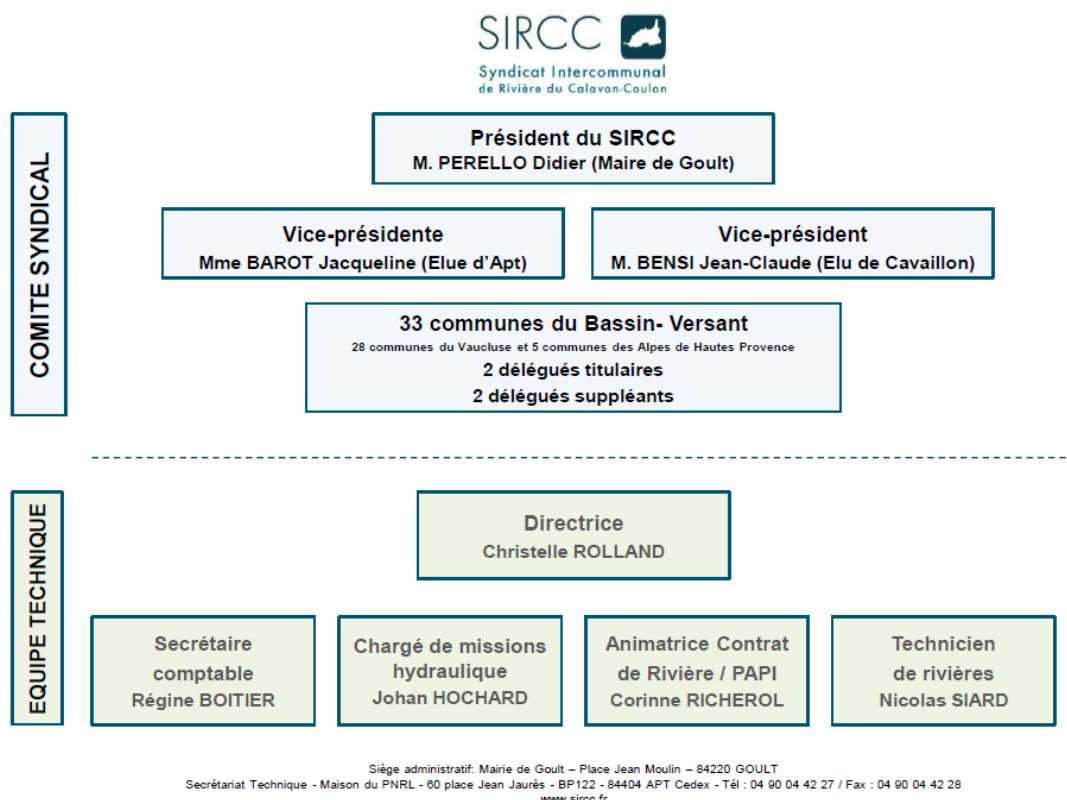 SIRCC
Syndicat Intercommunal
de Rivière du Calavon-Coulon
COMITE SYNDICAL
Président du SIRCC
M. PERELLO Didier (Maire de Goult)
Vice-présidente
Mme BAROT Jacqueline (Elue d’Apt)
Vice-président
M. BENSI Jean-Claude (Elu de Cavaillon)
33 communes du Bassin- Versant
28 communes du Vaucluse et 5 communes des Alpes de Hautes Provence
2 délégués titulaires
2 délégués suppléants
EQUIPE TECHNIQUE
Directrice
Christelle ROLLAND
Secrétaire
comptable
Régine BOITIER
Chargé de missions
hydraulique
Johan HOCHARD
Animatrice Contrat
de Rivière / PAPI
Corinne RICHEROL
Technicien
de rivières
Nicolas SIARD
Siège administratif: Mairie de Goult – Place Jean Moulin – 84220 GOULT
Secrétariat Technique - Maison du PNRL - 60 place Jean Jaurès - BP122 - 84404 APT Cedex - Tél : 04 90 04 42 27 / Fax : 04 90 04 42 28
www.sircc.fr